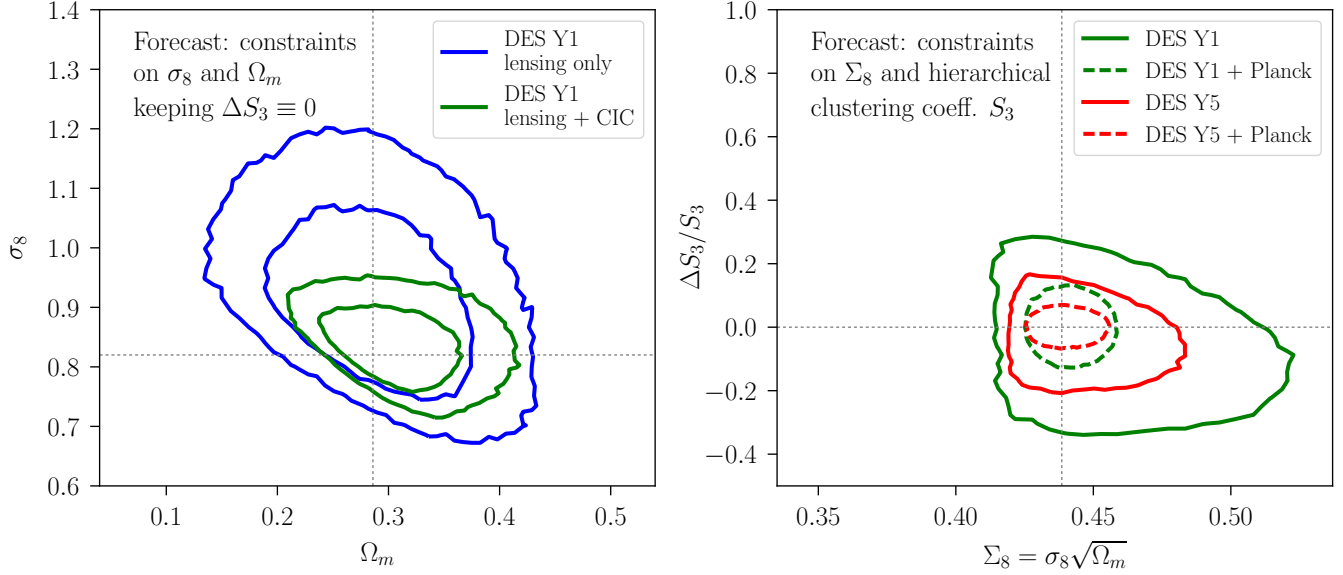 Forecast: constraints
on σ₈ and Ωₘ
keeping ΔS₃ ≡ 0
DES Y1
lensing only
DES Y1
lensing + CIC
1.4
1.3
1.2
1.1
1.0
0.9
0.8
0.7
0.6
σ₈
0.1
0.2
0.3
0.4
0.5
Ωₘ
Forecast: constraints
on Σ₈ and hierarchical
clustering coeff. S₃
DES Y1
DES Y1 + Planck
DES Y5
DES Y5 + Planck
1.0
0.8
0.6
0.4
0.2
0.0
−0.2
−0.4
ΔS₃/S₃
0.35
0.40
0.45
0.50
Σ₈ = σ₈√Ωₘ